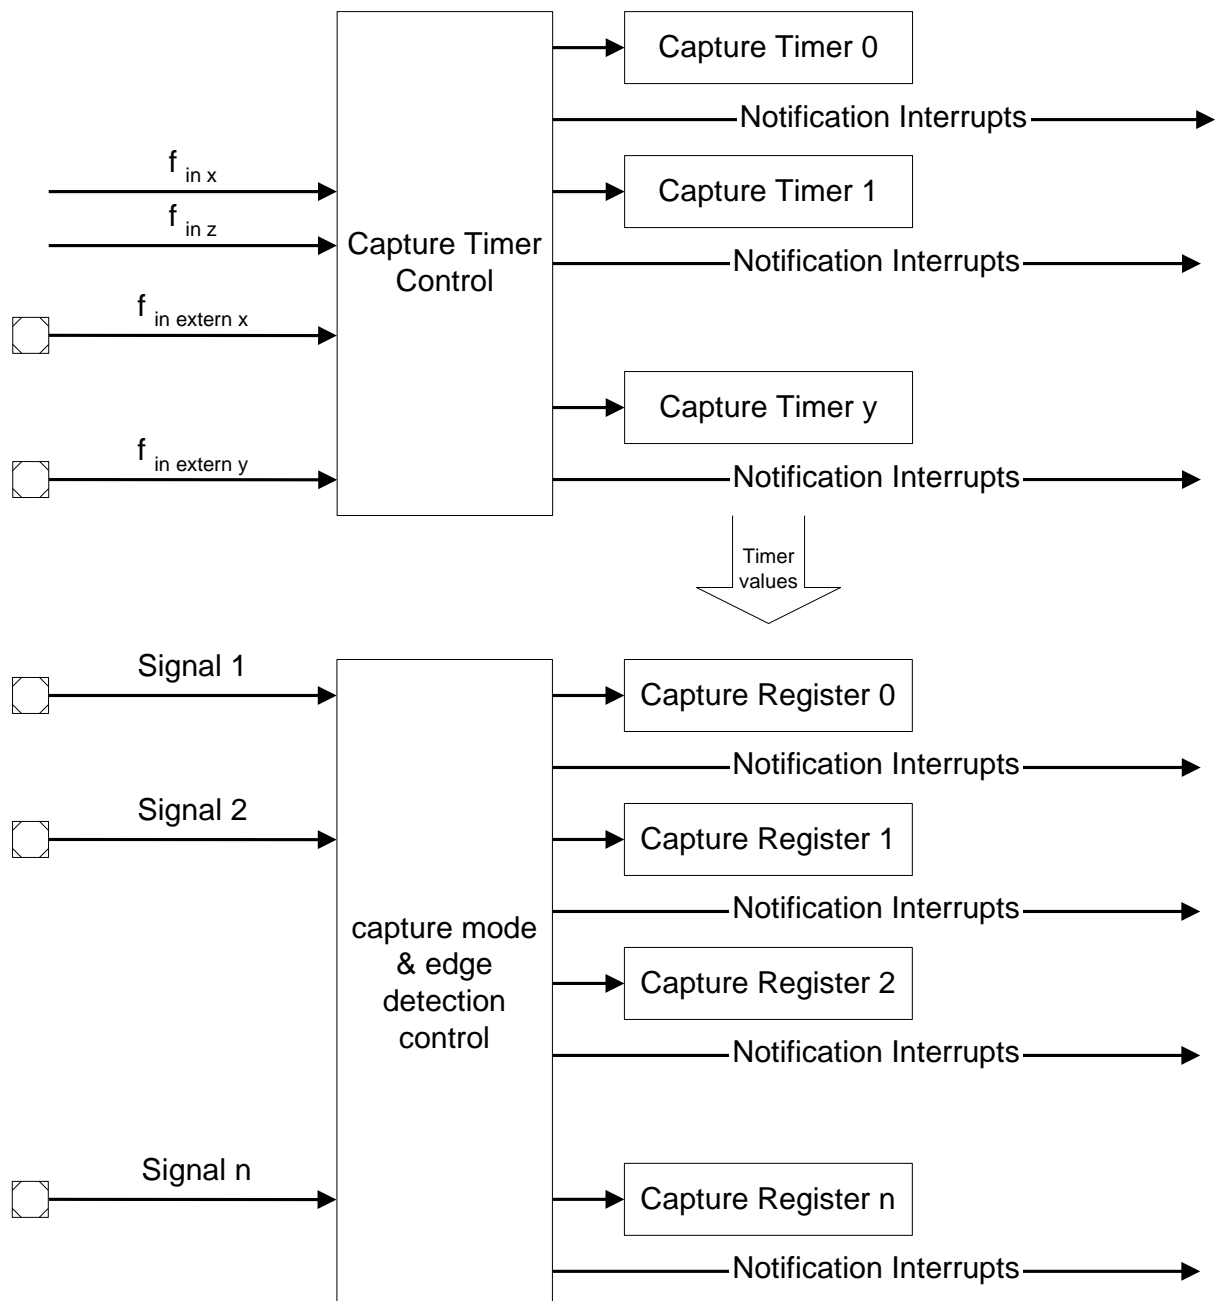 Capture Timer 0
Notification Interrupts
f in x
Capture Timer 1
f in z
Capture Timer
Control
Notification Interrupts
f in extern x
Capture Timer y
f in extern y
Notification Interrupts
Timer
values
Signal 1
Capture Register 0
Notification Interrupts
Signal 2
Capture Register 1
Notification Interrupts
capture mode
& edge
detection
control
Capture Register 2
Notification Interrupts
Signal n
Capture Register n
Notification Interrupts